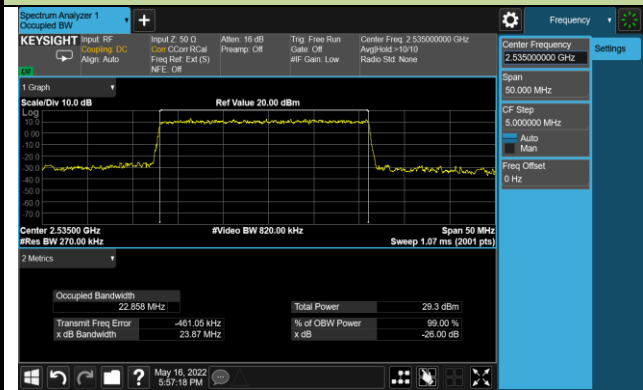 Spectrum Analyzer 1
Occupied BW
Frequency
KEYSIGHT
Input: RF
Coupling: DC
Align: Auto
Input Z: 50 Ω
Corr CCorr RCal
Freq Ref: Ext (S)
NFE: Off
Atten: 16 dB
Preamp: Off
Trig: Free Run
Gate: Off
#IF Gain: Low
Center Freq: 2.535000000 GHz
Avg|Hold:>10/10
Radio Std: None
Center Frequency
2.535000000 GHz
Settings
Span
50.000 MHz
CF Step
5.000000 MHz
Auto
Man
Freq Offset
0 Hz
1 Graph
Scale/Div 10.0 dB
Ref Value 20.00 dBm
Log
10.0
0.00
-10.0
-20.0
-30.0
-40.0
-50.0
-60.0
-70.0
Center 2.53500 GHz
#Video BW 820.00 kHz
Span 50 MHz
#Res BW 270.00 kHz
Sweep 1.07 ms (2001 pts)
2 Metrics
Occupied Bandwidth
22.858 MHz
Total Power
29.3 dBm
Transmit Freq Error
-461.05 kHz
% of OBW Power
99.00 %
x dB Bandwidth
23.87 MHz
x dB
-26.00 dB
?
May 16, 2022
5:57:18 PM